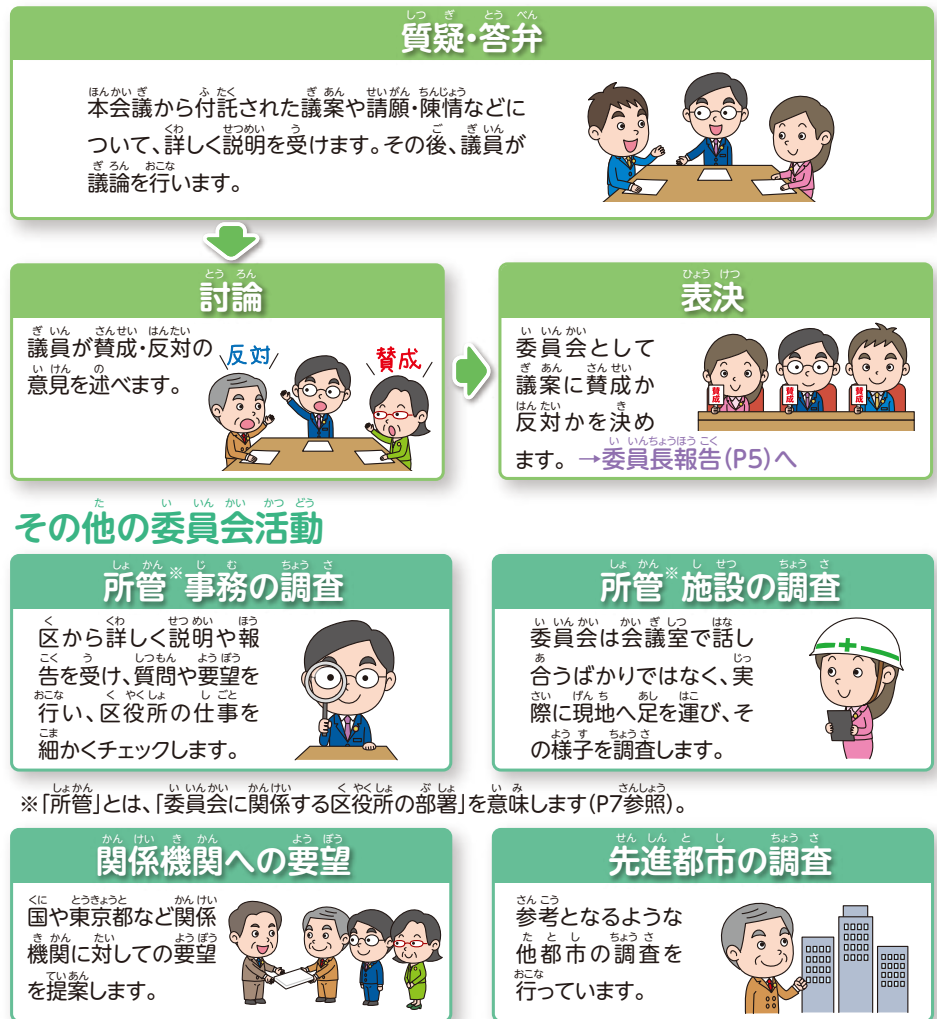 質疑・答弁
本会議から付託された議案や請願・陳情などに
ついて、詳しく説明を受けます。その後、議員が
議論を行います。
討論
議員が賛成・反対の
意見を述べます。
反対
賛成
表決
委員会として
議案に賛成か
反対かを決め
ます。→委員長報告(P5)へ
賛成
賛成
賛成
その他の委員会活動
所管※事務の調査
区から詳しく説明や報
告を受け、質問や要望を
行い、区役所の仕事を
細かくチェックします。
所管※施設の調査
委員会は会議室で話し
合うばかりではなく、実
際に現地へ足を運び、そ
の様子を調査します。
※「所管」とは、「委員会に関係する区役所の部署」を意味します(P7参照)。
関係機関への要望
国や東京都など関係
機関に対しての要望
を提案します。
先進都市の調査
参考となるような
他都市の調査を
行っています。